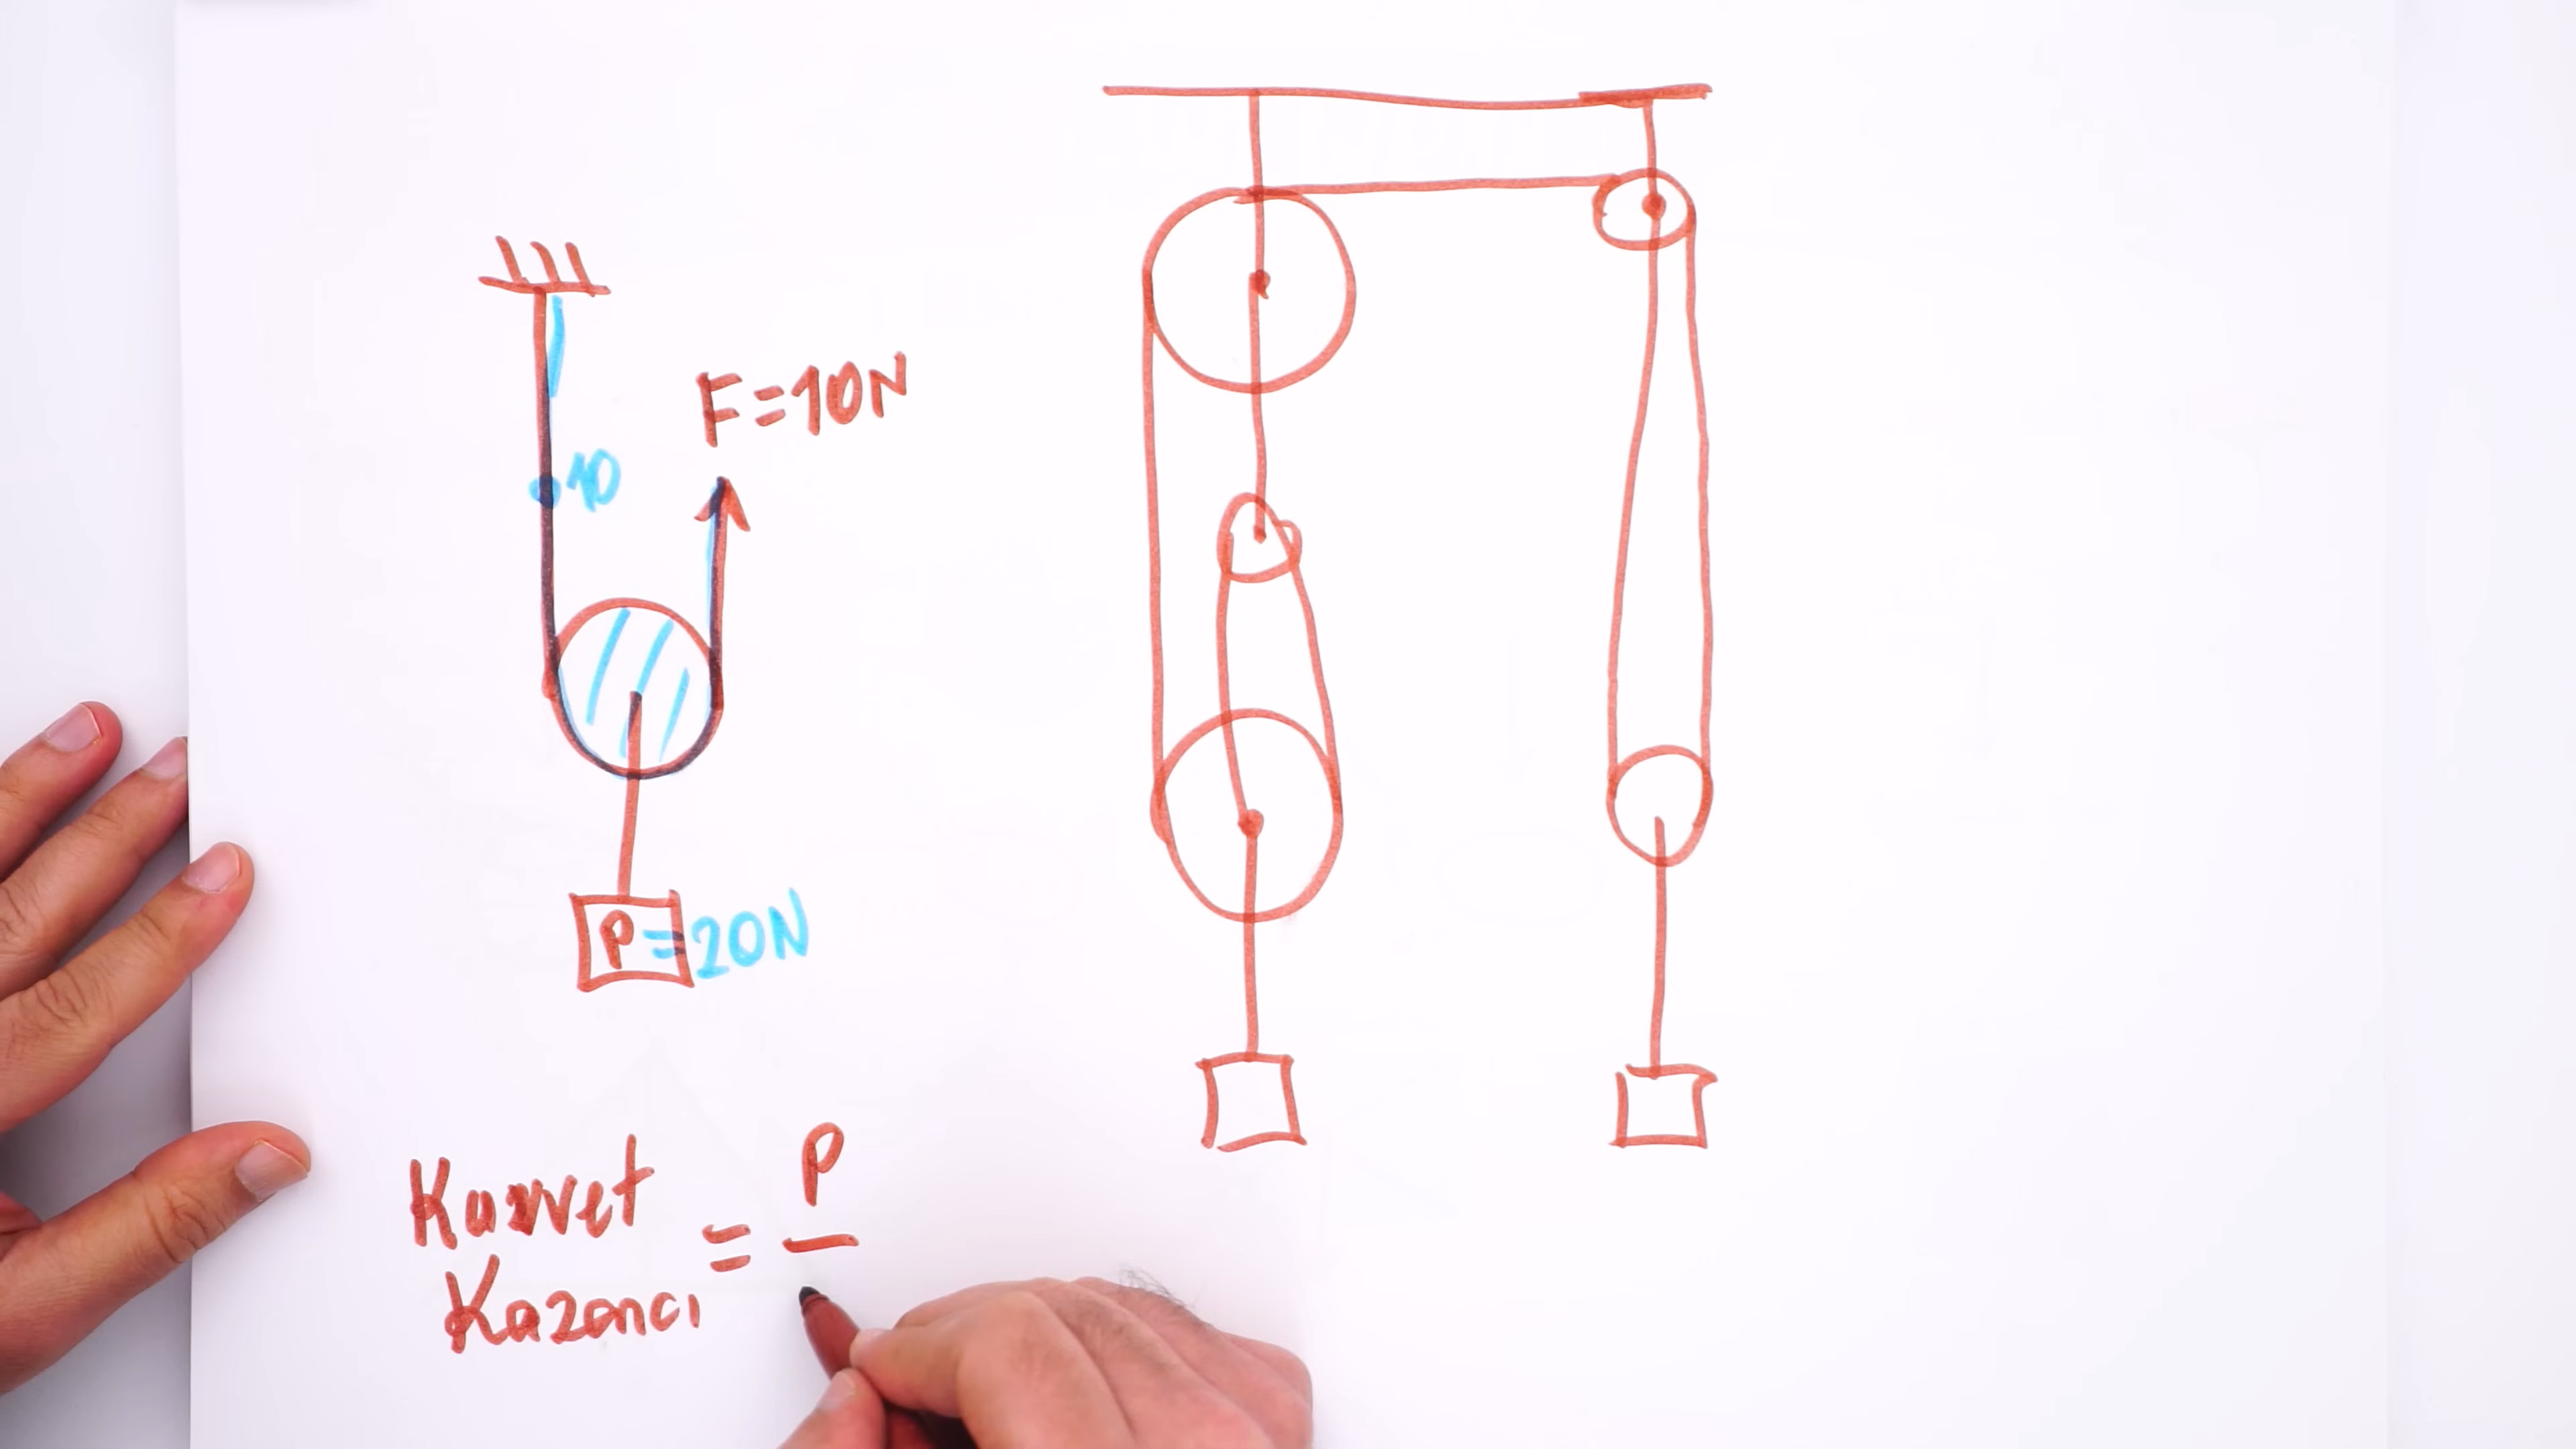 F=10N
10
P=20N
Kuvvet
Kazancı
=
P